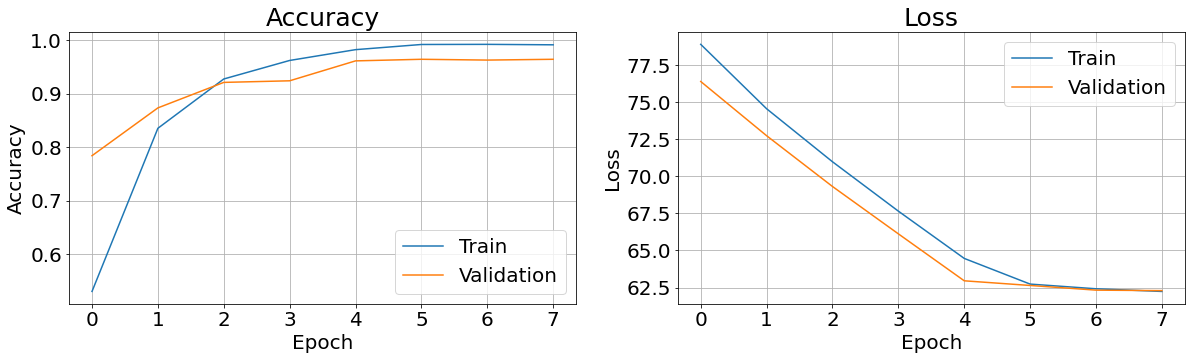 Accuracy
1.0
0.9
0.8
0.7
0.6
Accuracy
Train
Validation
0 1 2 3 4 5 6 7
Epoch
Loss
77.5
75.0
72.5
70.0
67.5
65.0
62.5
Loss
Train
Validation
0 1 2 3 4 5 6 7
Epoch